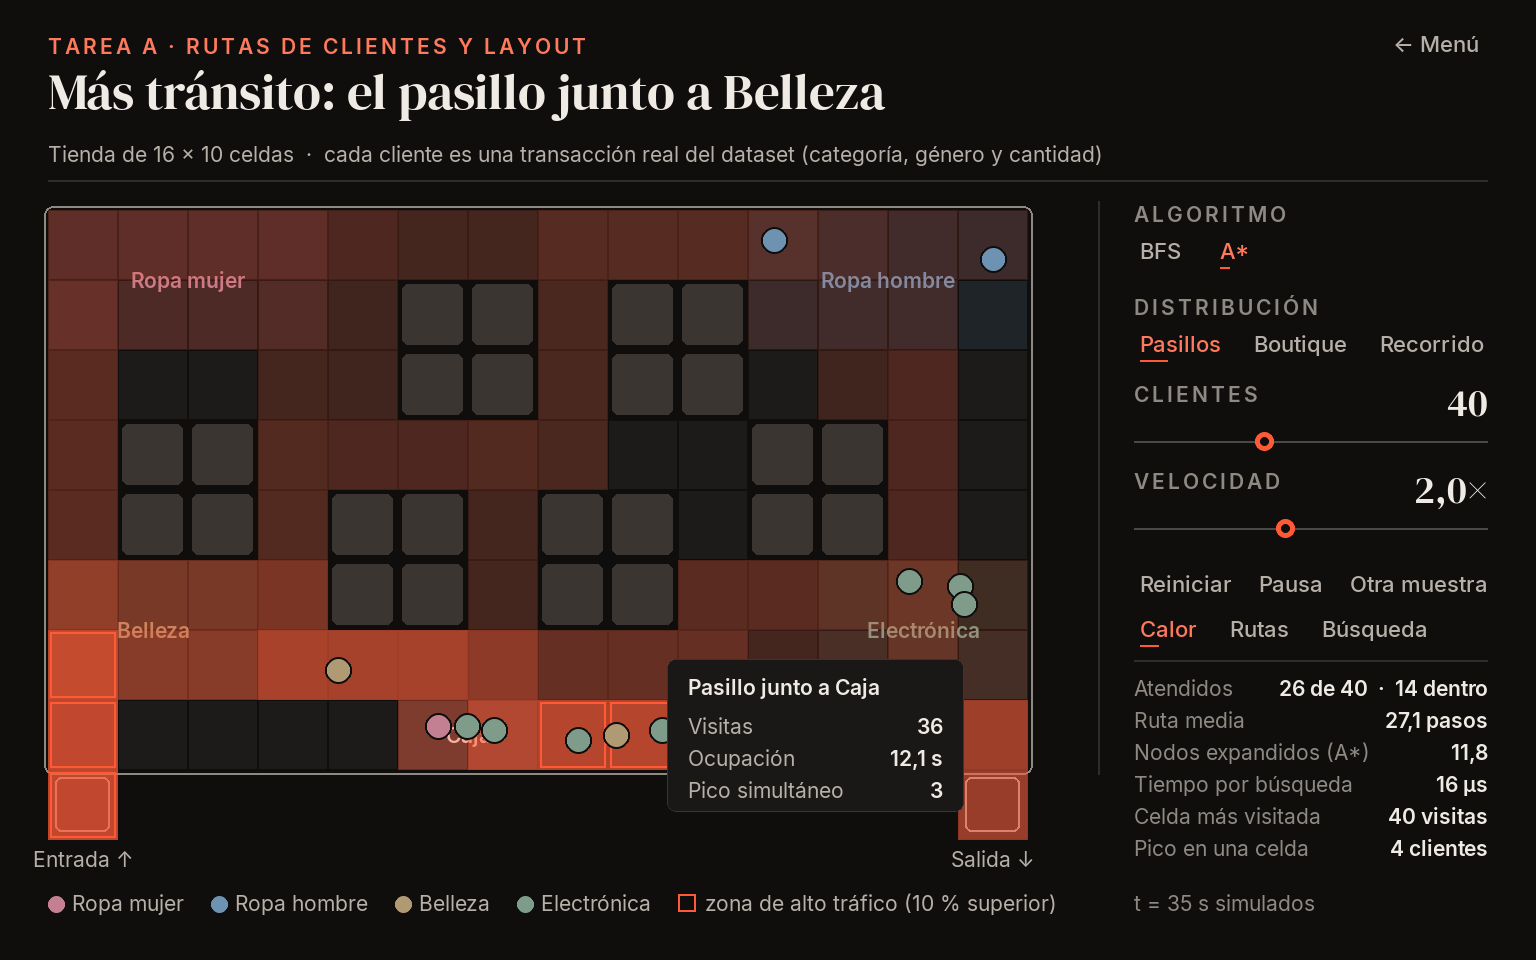 TAREA A · RUTAS DE CLIENTES Y LAYOUT
← Menú
Más tránsito: el pasillo junto a Belleza
Tienda de 16 × 10 celdas · cada cliente es una transacción real del dataset (categoría, género y cantidad)
Ropa mujer
Ropa hombre
Belleza
Electrónica
Caja
Pasillo junto a Caja
Visitas 36
Ocupación 12,1 s
Pico simultáneo 3
Entrada ↑
Salida ↓
Ropa mujer Ropa hombre Belleza Electrónica zona de alto tráfico (10 % superior)
ALGORITMO
BFS A*
DISTRIBUCIÓN
Pasillos Boutique Recorrido
CLIENTES 40
VELOCIDAD 2,0×
Reiniciar Pausa Otra muestra
Calor Rutas Búsqueda
Atendidos 26 de 40 · 14 dentro
Ruta media 27,1 pasos
Nodos expandidos (A*) 11,8
Tiempo por búsqueda 16 µs
Celda más visitada 40 visitas
Pico en una celda 4 clientes
t = 35 s simulados